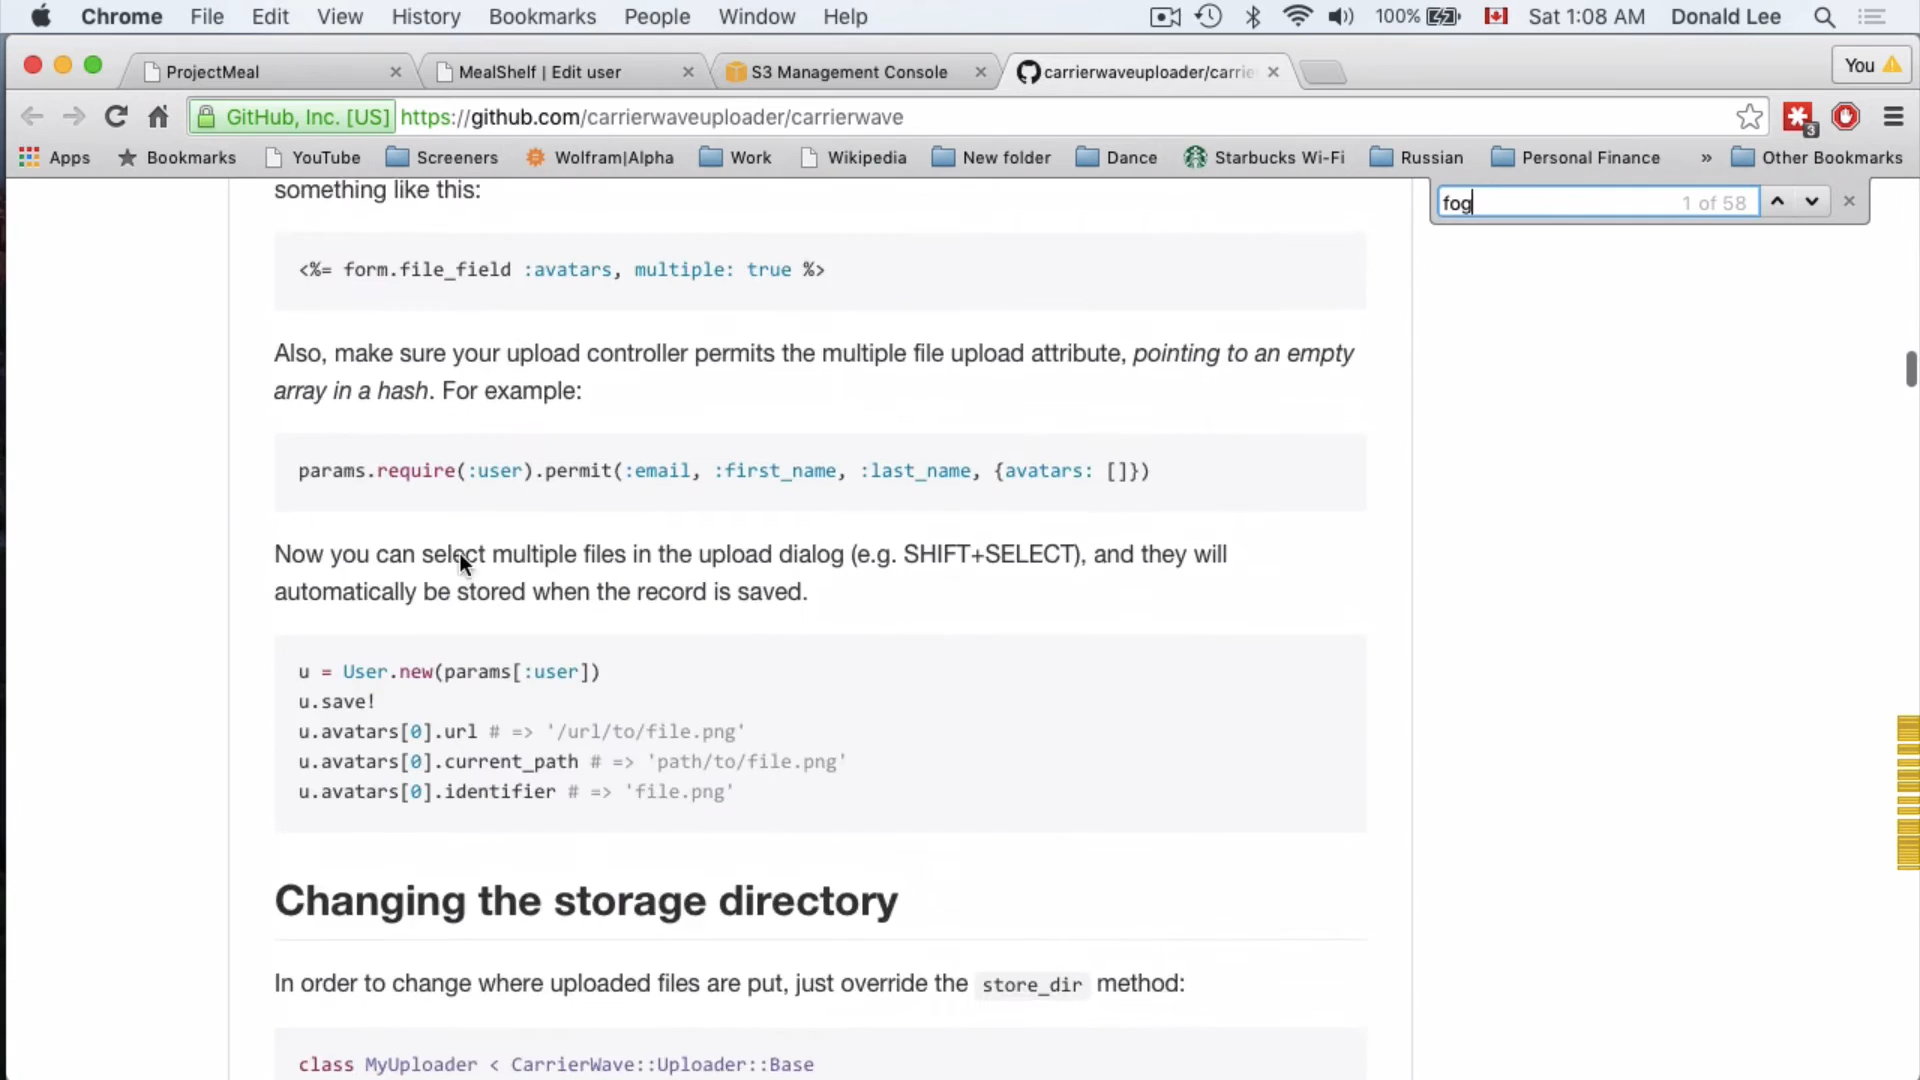 Chrome File Edit View History Bookmarks People Window Help 100% Sat 1:08 AM Donald Lee
ProjectMeal MealShelf | Edit user S3 Management Console carrierwaveuploader/carrie You
GitHub, Inc. [US] https://github.com/carrierwaveuploader/carrierwave 3
Apps Bookmarks YouTube Screeners Wolfram|Alpha Work Wikipedia New folder Dance Starbucks Wi-Fi Russian Personal Finance » Other Bookmarks
fog 1 of 58
something like this:
<%= form.file_field :avatars, multiple: true %>
Also, make sure your upload controller permits the multiple file upload attribute, pointing to an empty
array in a hash. For example:
params.require(:user).permit(:email, :first_name, :last_name, {avatars: []})
Now you can select multiple files in the upload dialog (e.g. SHIFT+SELECT), and they will
automatically be stored when the record is saved.
u = User.new(params[:user])
u.save!
u.avatars[0].url # => '/url/to/file.png'
u.avatars[0].current_path # => 'path/to/file.png'
u.avatars[0].identifier # => 'file.png'
Changing the storage directory
In order to change where uploaded files are put, just override the store_dir method:
class MyUploader < CarrierWave::Uploader::Base